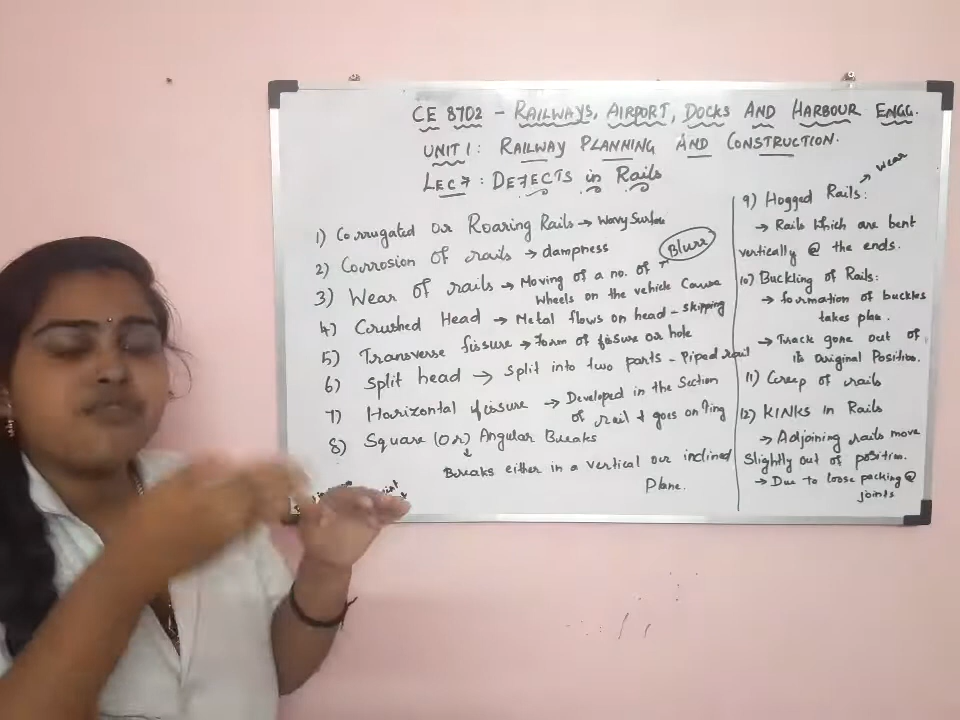 CE 8702 - RAILWAYS, AIRPORT, DOCKS AND HARBOUR ENGG.
UNIT 1: RAILWAY PLANNING AND CONSTRUCTION.
LEC 7: DEFECTS in Rails
1) Corrugated or Roaring Rails → Wavy Surface
2) Corrosion of rails → dampness
Blurr
3) Wear of rails → Moving of a no. of
Wheels on the vehicle Cause
4) Crushed Head → Metal flows on head - skipping
5) Transverse fissure → Form of fissure or hole
6) Split head → Split into two parts - Piped rail
7) Horizontal fissure → Developed in the Section
of rail & goes on ↑ing
8) Square (or) Angular Breaks
↓
Breaks either in a vertical or inclined
Plane.
9) Hogged Rails: → wear
→ Rails which are bent
vertically @ the ends.
10) Buckling of Rails:
→ formation of buckles
takes place.
→ Track gone out of
its Original Position.
11) Creep of rails
12) KINKS in Rails
→ Adjoining rails move
Slightly out of position.
→ Due to loose packing @
joints